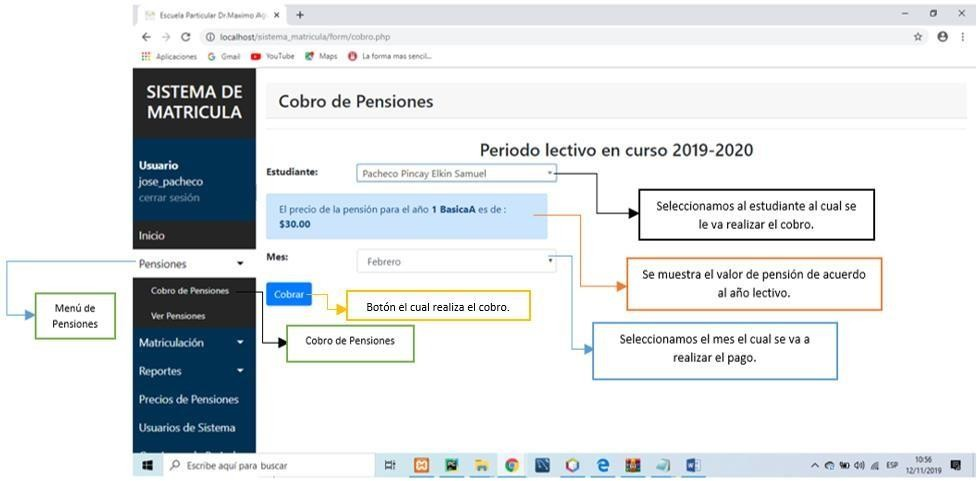 Escuela Particular Dr.Maximo Ag
localhost/sistema_matricula/form/cobro.php
Aplicaciones Gmail YouTube Maps La forma mas sencil...
SISTEMA DE
MATRICULA
Usuario
jose_pacheco
cerrar sesión
Inicio
Pensiones
Cobro de Pensiones
Ver Pensiones
Matriculación
Reportes
Precios de Pensiones
Usuarios de Sistema
Cobro de Pensiones
Periodo lectivo en curso 2019-2020
Estudiante: Pacheco Pincay Elkin Samuel
El precio de la pensión para el año 1 BasicaA es de :
$30.00
Mes: Febrero
Cobrar
Seleccionamos al estudiante al cual se
le va realizar el cobro.
Se muestra el valor de pensión de acuerdo
al año lectivo.
Botón el cual realiza el cobro.
Seleccionamos el mes el cual se va a
realizar el pago.
Menú de
Pensiones
Cobro de Pensiones
Escribe aquí para buscar
ESP
10:56
12/11/2019